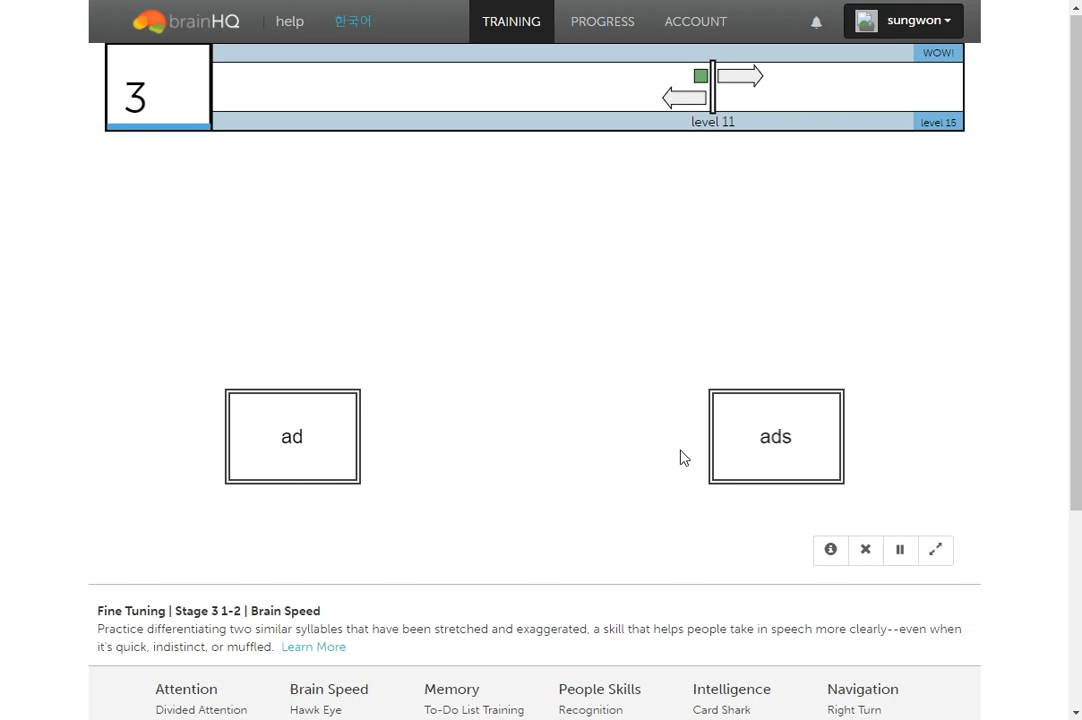 brainHQ help 한국어 TRAINING PROGRESS ACCOUNT sungwon
WOW!
3
level 11 level 15
ad ads
Fine Tuning | Stage 3 1-2 | Brain Speed
Practice differentiating two similar syllables that have been stretched and exaggerated, a skill that helps people take in speech more clearly--even when
it's quick, indistinct, or muffled. Learn More
Attention Brain Speed Memory People Skills Intelligence Navigation
Divided Attention Hawk Eye To-Do List Training Recognition Card Shark Right Turn